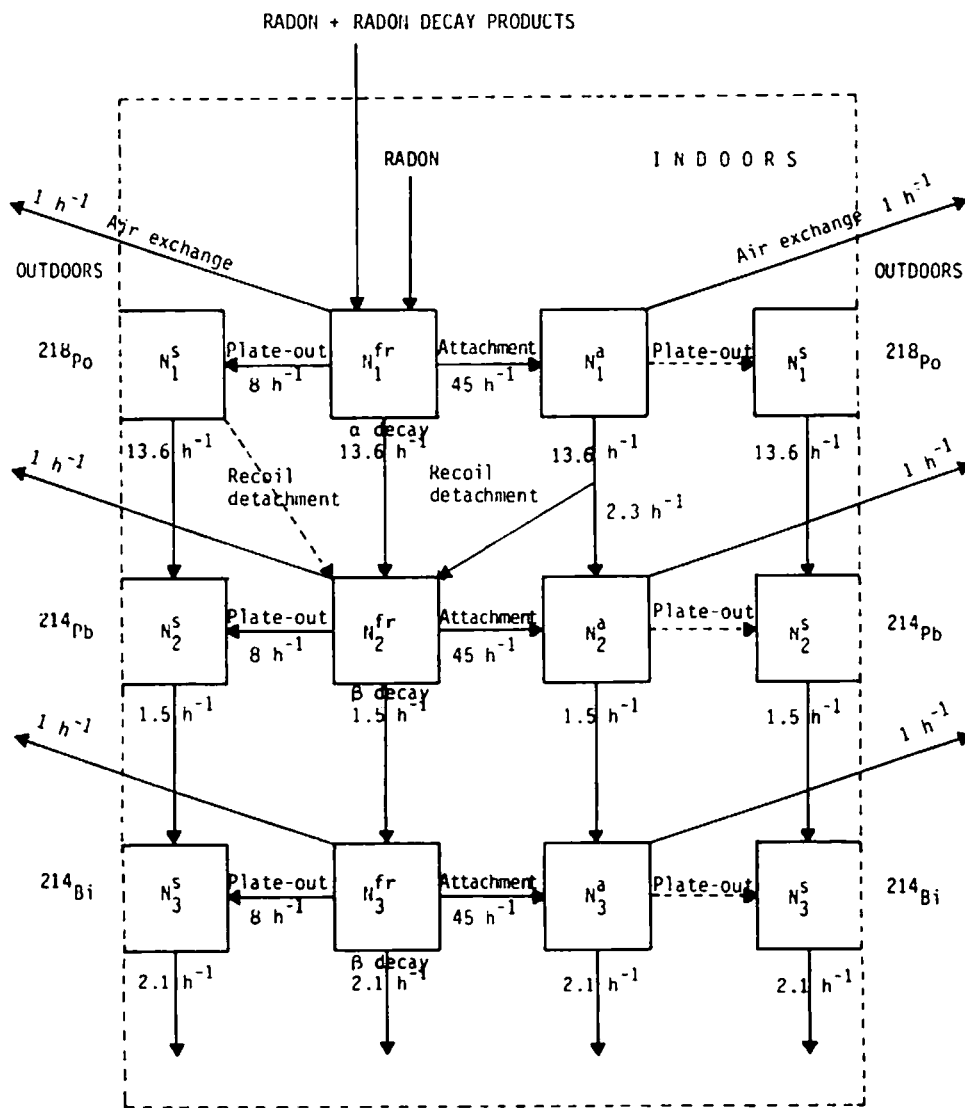 RADON + RADON DECAY PRODUCTS
RADON
I N D O O R S
1 h⁻¹
Air exchange
Air exchange
1 h⁻¹
OUTDOORS
OUTDOORS
²¹⁸Po
N₁ˢ
Plate-out
8 h⁻¹
N₁ᶠʳ
Attachment
45 h⁻¹
N₁ᵃ
Plate-out
N₁ˢ
²¹⁸Po
α decay
13.6 h⁻¹
13.6 h⁻¹
13.6 h⁻¹
13.6 h⁻¹
1 h⁻¹
Recoil
detachment
Recoil
detachment
1 h⁻¹
2.3 h⁻¹
²¹⁴Pb
N₂ˢ
Plate-out
8 h⁻¹
N₂ᶠʳ
Attachment
45 h⁻¹
N₂ᵃ
Plate-out
N₂ˢ
²¹⁴Pb
β decay
1.5 h⁻¹
1.5 h⁻¹
1.5 h⁻¹
1.5 h⁻¹
1 h⁻¹
1 h⁻¹
²¹⁴Bi
N₃ˢ
Plate-out
8 h⁻¹
N₃ᶠʳ
Attachment
45 h⁻¹
N₃ᵃ
Plate-out
N₃ˢ
²¹⁴Bi
β decay
2.1 h⁻¹
2.1 h⁻¹
2.1 h⁻¹
2.1 h⁻¹